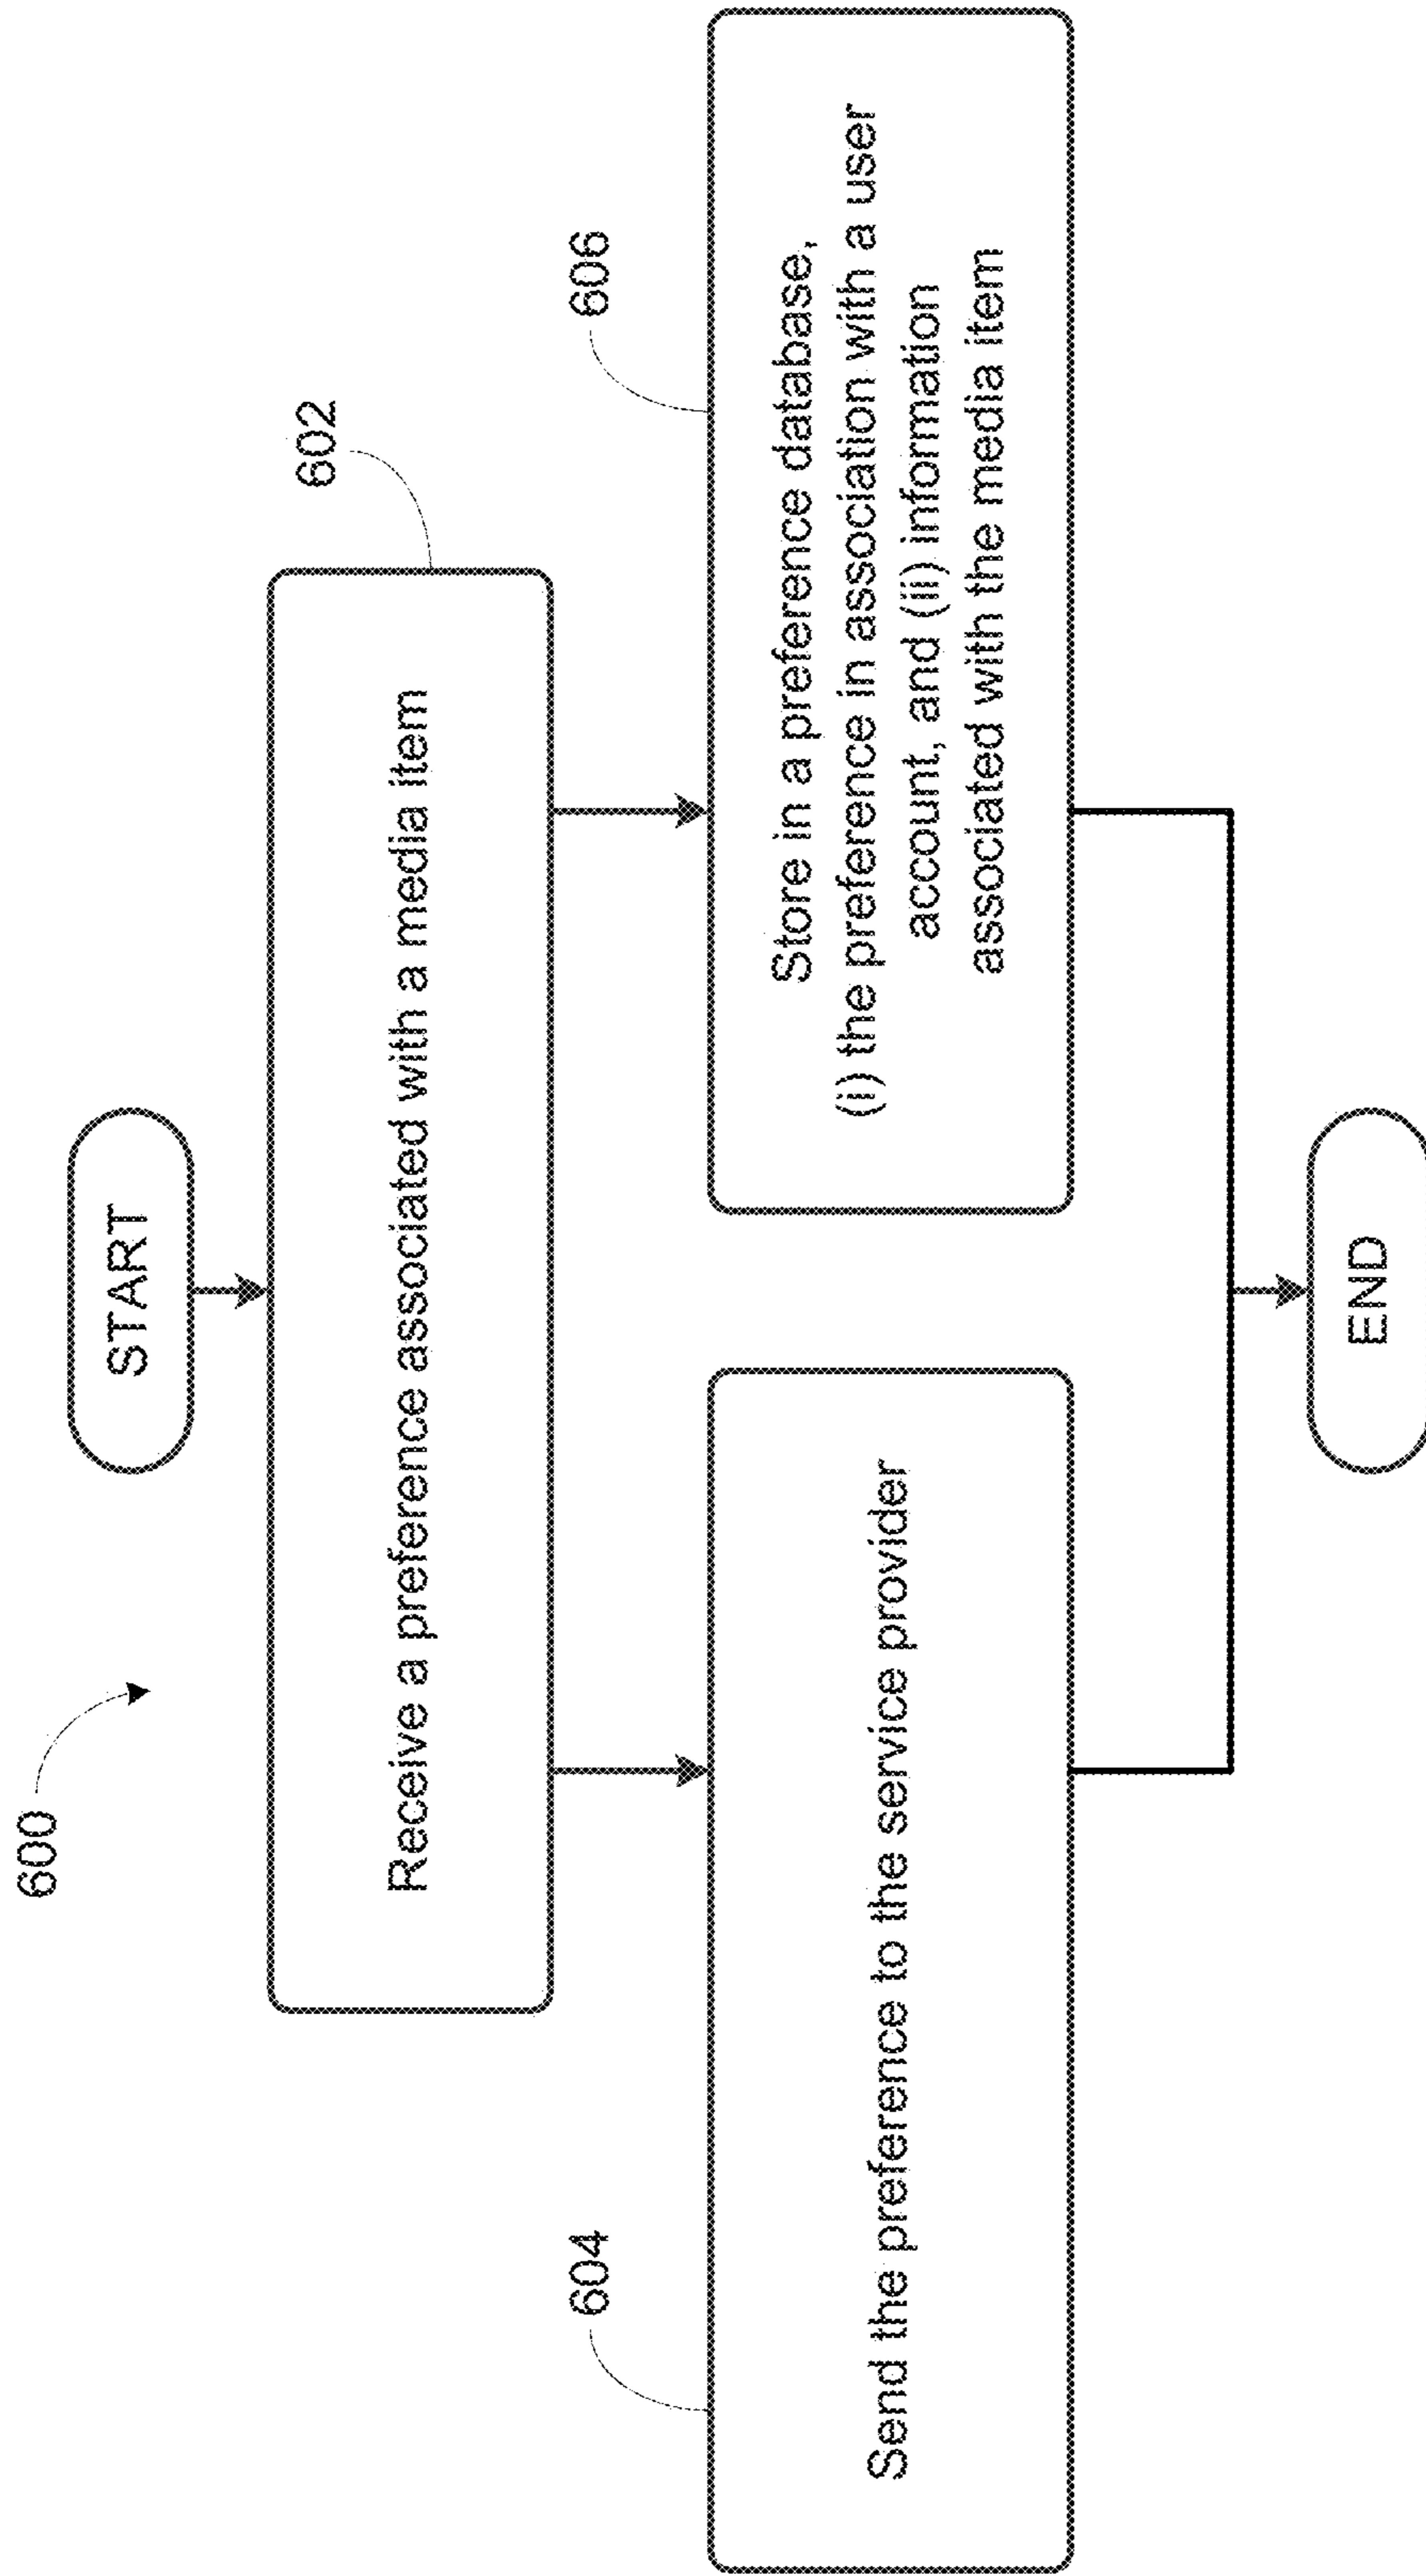 600
START
602
Receive a preference associated with a media item
604
Send the preference to the service provider
606
Store in a preference database,
(i) the preference in association with a user
account, and (ii) information
associated with the media item
END